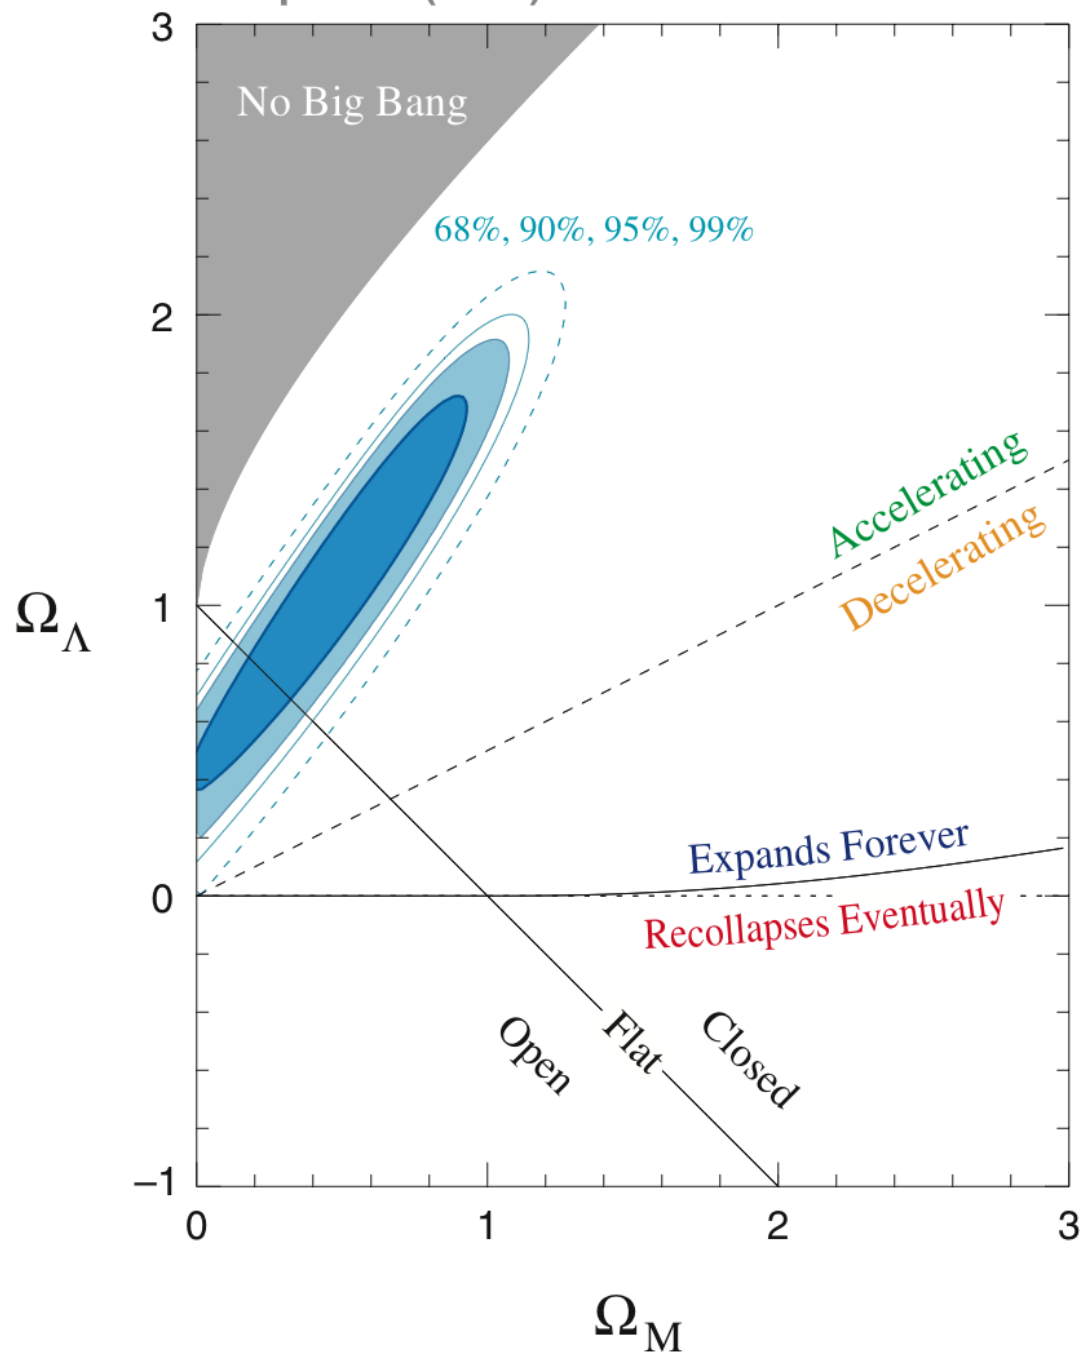 3
No Big Bang
68%, 90%, 95%, 99%
2
Accelerating
Decelerating
1
Ω_Λ
Expands Forever
0
Recollapses Eventually
Open
Flat
Closed
−1
0 1 2 3
Ω_M